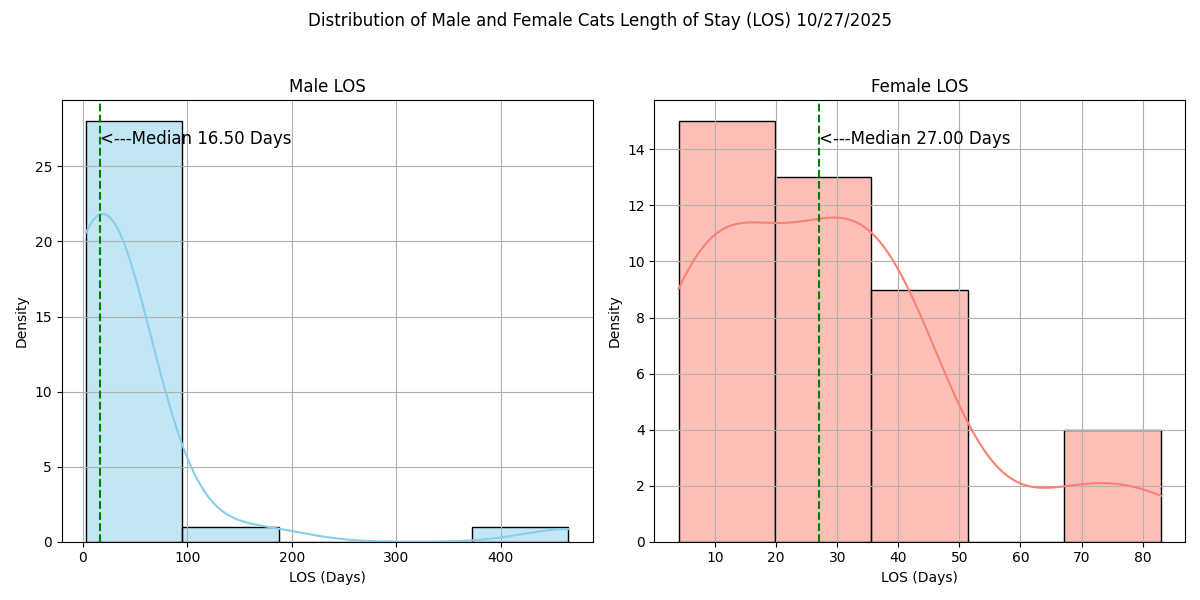 Distribution of Male and Female Cats Length of Stay (LOS) 10/27/2025
Male LOS
<---Median 16.50 Days
Density
0
5
10
15
20
25
0 100 200 300 400
LOS (Days)
Female LOS
<---Median 27.00 Days
Density
0
2
4
6
8
10
12
14
10 20 30 40 50 60 70 80
LOS (Days)